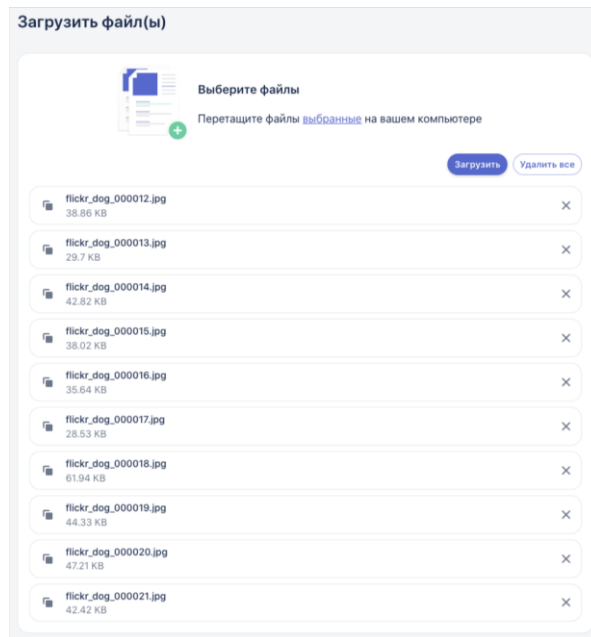 Загрузить файл(ы)
Выберите файлы
Перетащите файлы выбранные на вашем компьютере
Загрузить
Удалить все
flickr_dog_000012.jpg
38.86 KB
flickr_dog_000013.jpg
29.7 KB
flickr_dog_000014.jpg
42.82 KB
flickr_dog_000015.jpg
38.02 KB
flickr_dog_000016.jpg
35.64 KB
flickr_dog_000017.jpg
28.53 KB
flickr_dog_000018.jpg
61.94 KB
flickr_dog_000019.jpg
44.33 KB
flickr_dog_000020.jpg
47.21 KB
flickr_dog_000021.jpg
42.42 KB